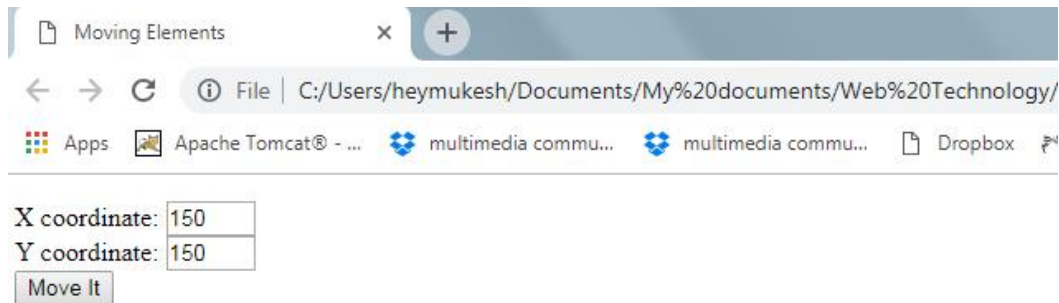 Moving Elements
File | C:/Users/heymukesh/Documents/My%20documents/Web%20Technology/
Apps Apache Tomcat® - ... multimedia commu... multimedia commu... Dropbox
X coordinate: 150
Y coordinate: 150
Move It